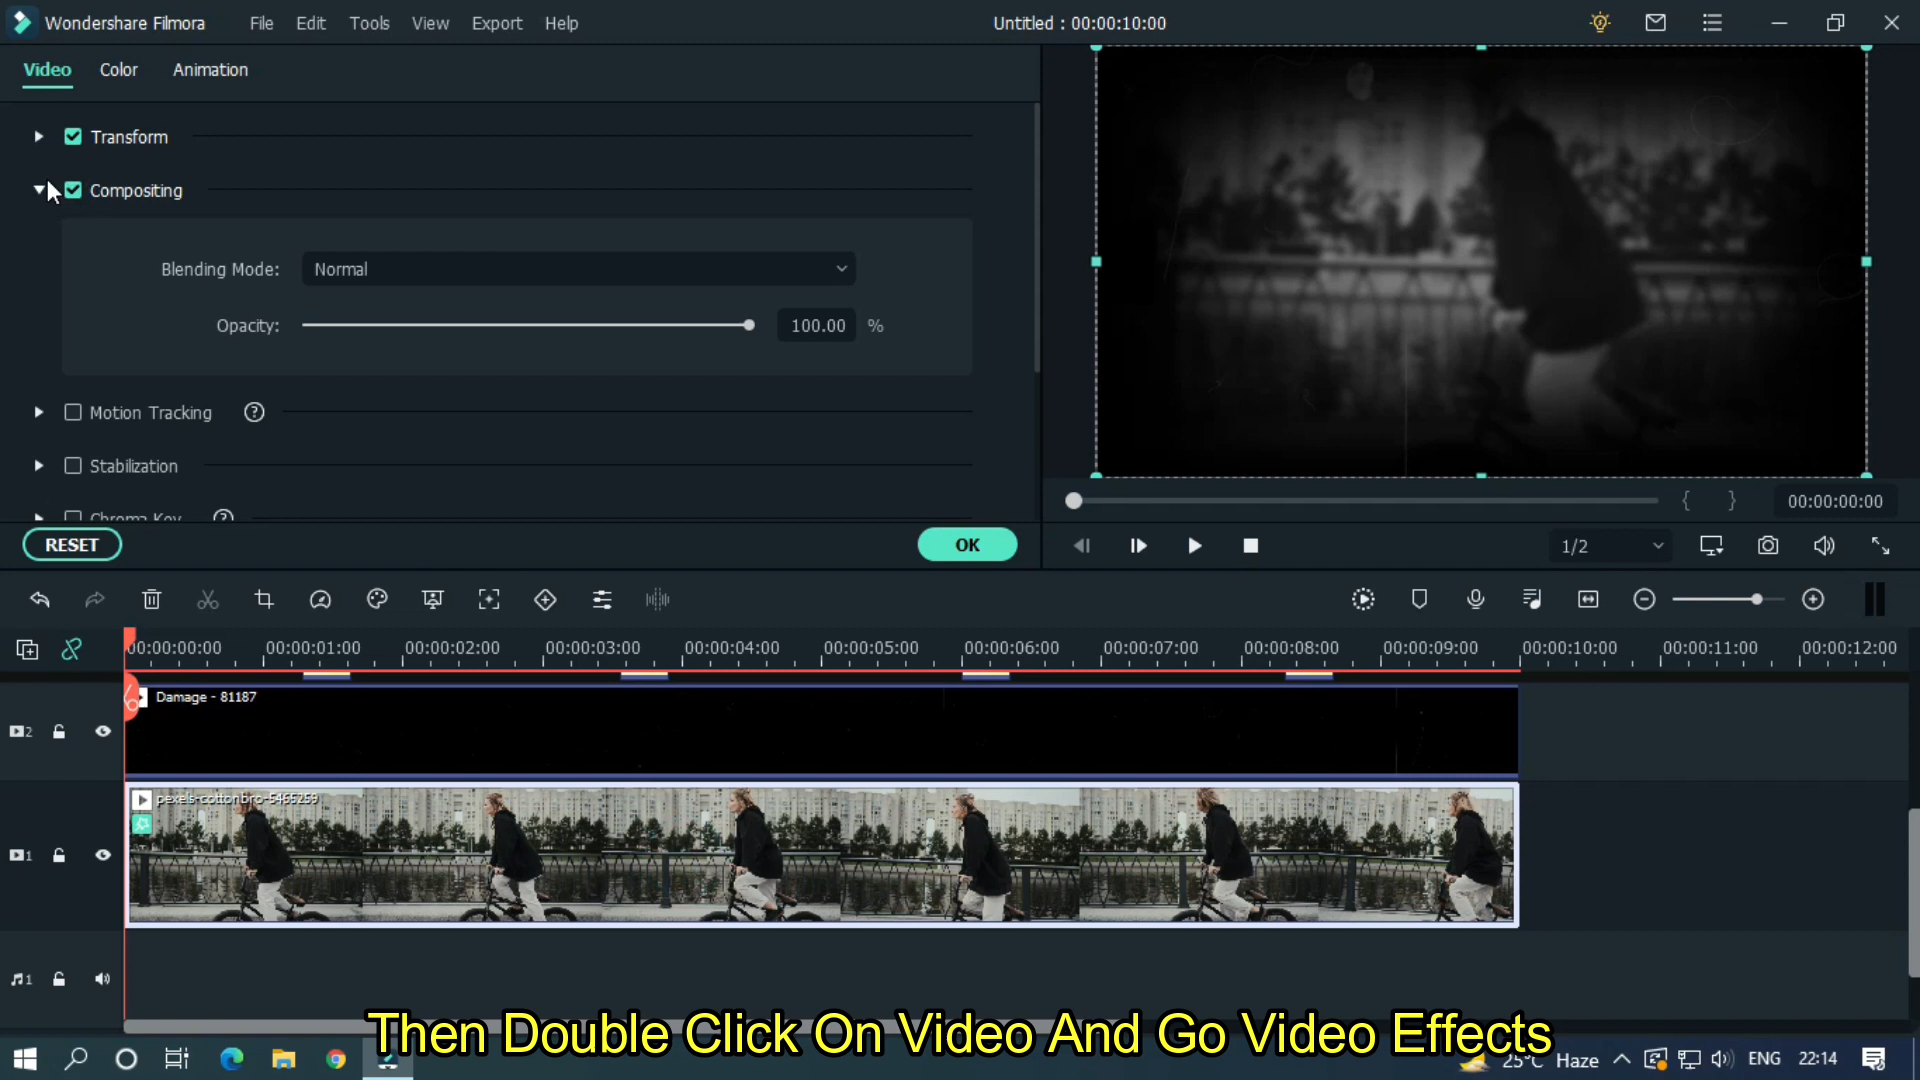 Wondershare Filmora File Edit Tools View Export Help Untitled : 00:00:10:00
Video Color Animation
Transform
Compositing
Blending Mode: Normal
Opacity: 100.00 %
Motion Tracking ?
Stabilization
Chroma Key ?
RESET OK
{ } 00:00:00:00
1/2
00:00:00:00 00:00:01:00 00:00:02:00 00:00:03:00 00:00:04:00 00:00:05:00 00:00:06:00 00:00:07:00 00:00:08:00 00:00:09:00 00:00:10:00 00:00:11:00 00:00:12:00
Damage - 81187
2
pexels-cottonbro-5465259
1
1
Then Double Click On Video And Go Video Effects
25°C Haze ENG 22:14